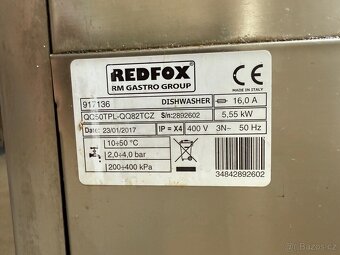 REDFOX
RM GASTRO GROUP
CE
MADE IN ITALY
917136 DISHWASHER 16,0 A
QC50TPL-QQ82TCZ S/n:2892602 5,55 kW
Date: 23/01/2017 IP = X4 400 V 3N~ 50 Hz
10÷50 °C
2,0÷4,0 bar
200÷400 kPa
34842892602
Bazoš.cz